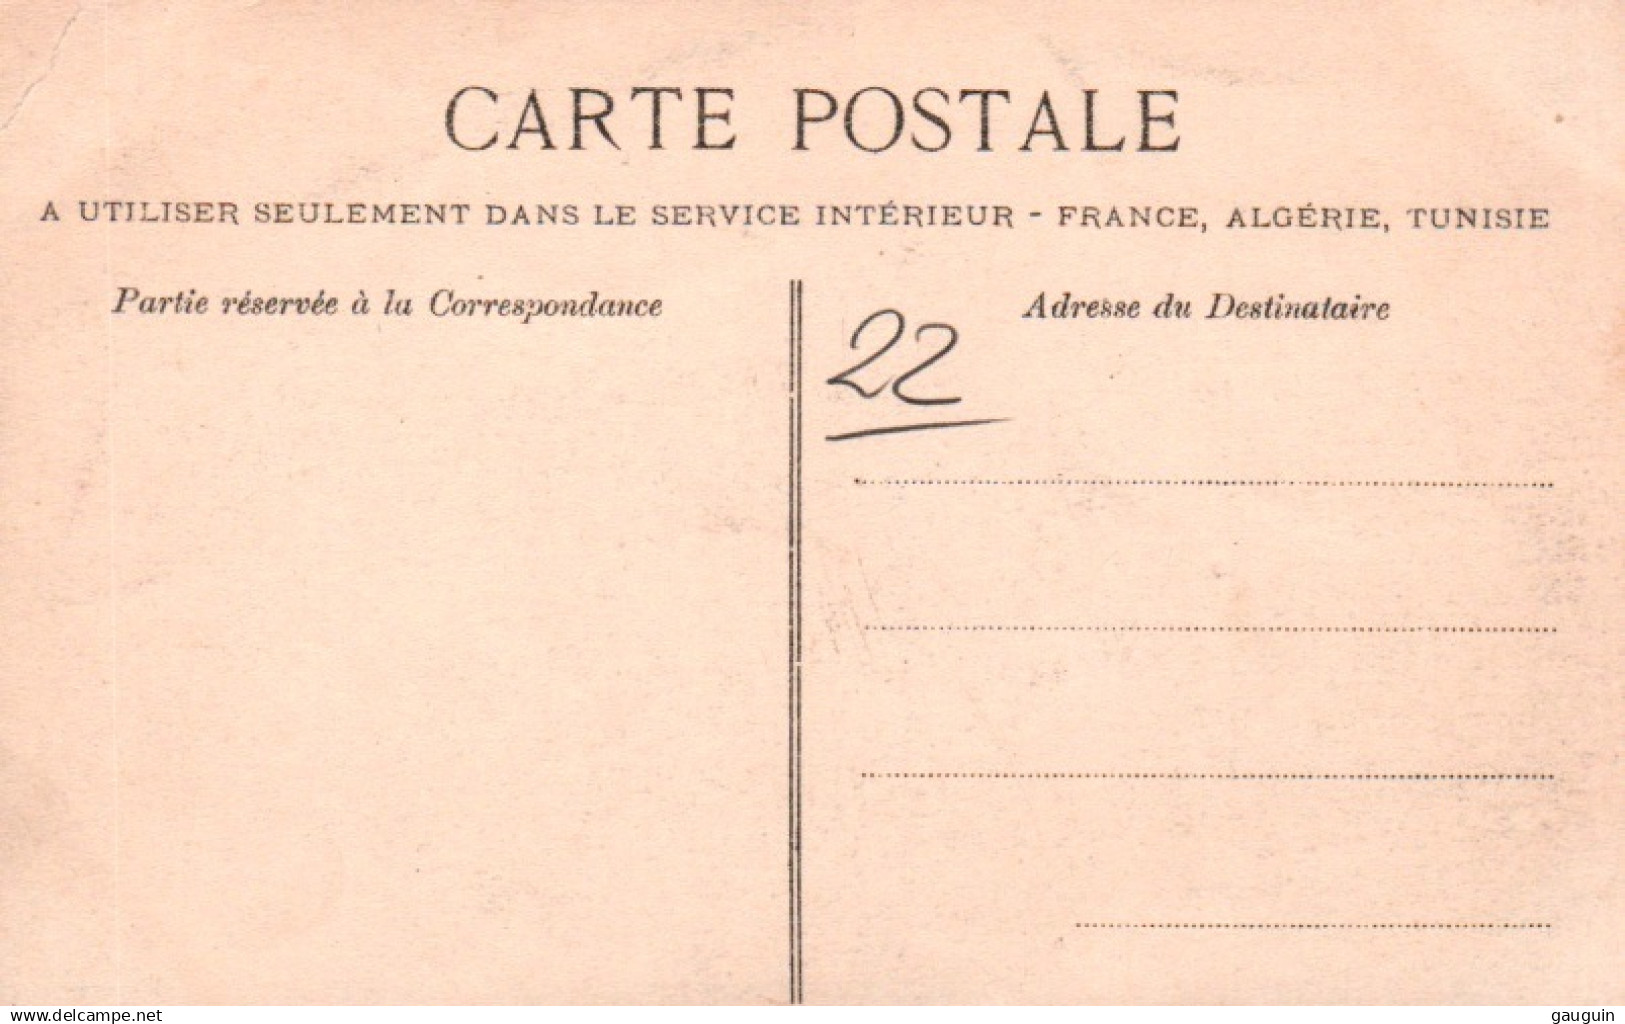 CARTE POSTALE
A UTILISER SEULEMENT DANS LE SERVICE INTÉRIEUR - FRANCE, ALGÉRIE, TUNISIE
Partie réservée à la Correspondance
Adresse du Destinataire
22
www.delcampe.net
gauguin